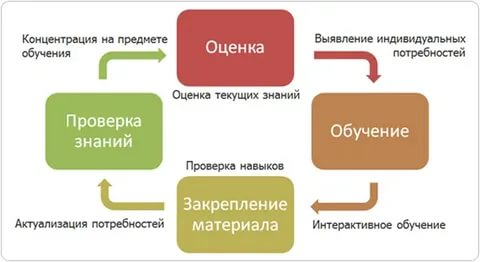 Концентрация на предмете
обучения
Оценка
Выявление индивидуальных
потребностей
Оценка текущих знаний
Проверка
знаний
Обучение
Проверка навыков
Закрепление
материала
Актуализация потребностей
Интерактивное обучение